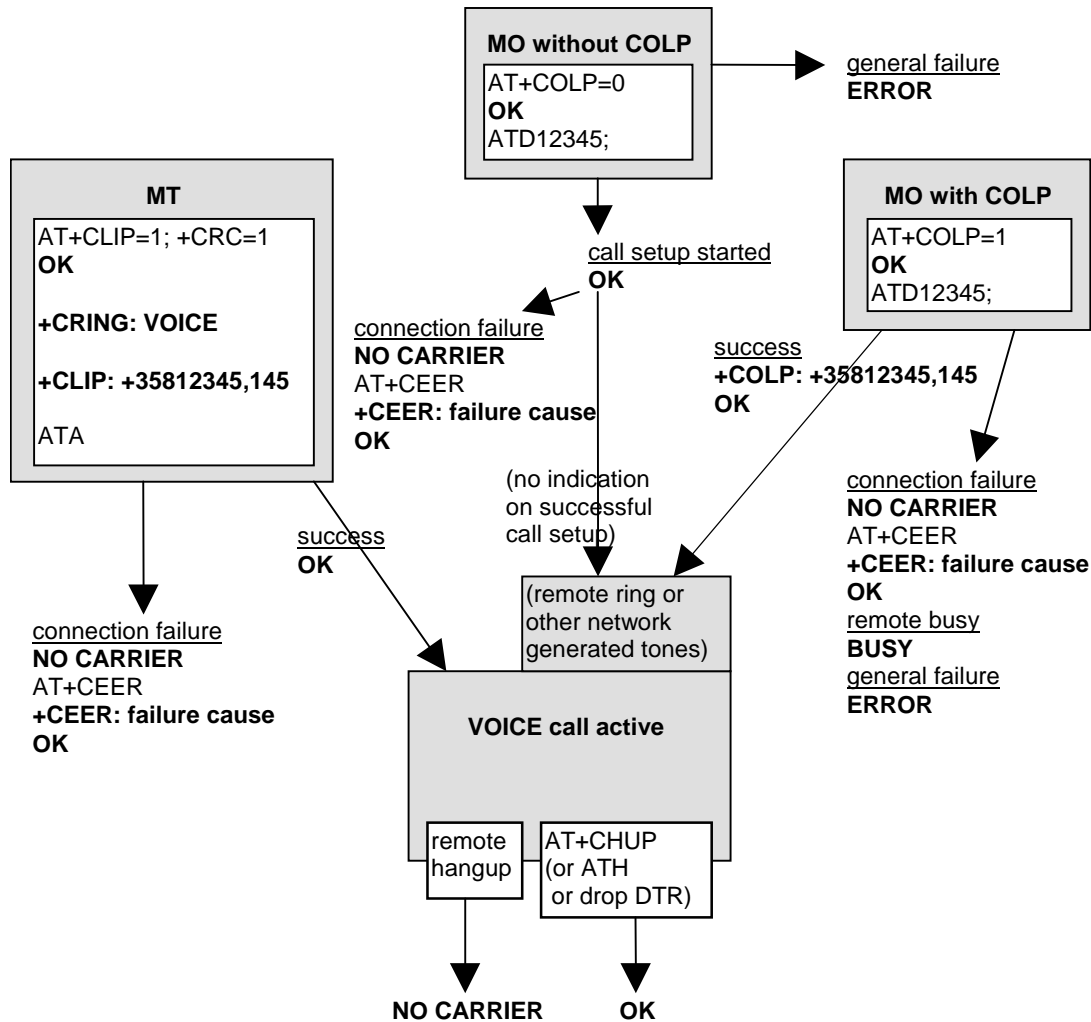 MO without COLP
AT+COLP=0
OK
ATD12345;
general failure
ERROR
MT
AT+CLIP=1; +CRC=1
OK
+CRING: VOICE
+CLIP: +35812345,145
ATA
MO with COLP
AT+COLP=1
OK
ATD12345;
call setup started
OK
connection failure
NO CARRIER
AT+CEER
+CEER: failure cause
OK
success
+COLP: +35812345,145
OK
(no indication
on successful
call setup)
success
OK
connection failure
NO CARRIER
AT+CEER
+CEER: failure cause
OK
remote busy
BUSY
general failure
ERROR
connection failure
NO CARRIER
AT+CEER
+CEER: failure cause
OK
(remote ring or
other network
generated tones)
VOICE call active
remote
hangup
AT+CHUP
(or ATH
or drop DTR)
NO CARRIER
OK